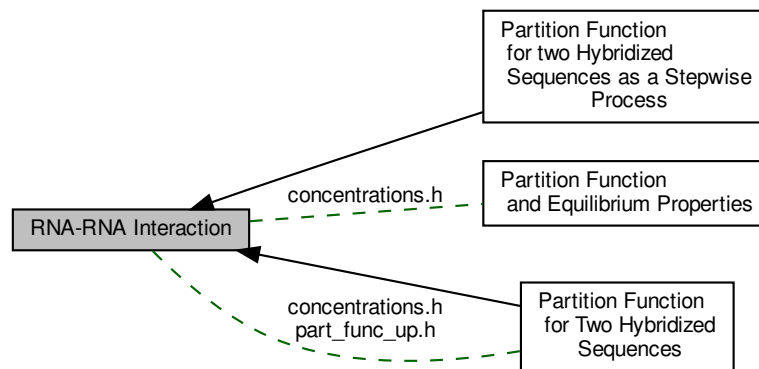 Partition Function
for two Hybridized
Sequences as a Stepwise
Process
concentrations.h
Partition Function
and Equilibrium Properties
RNA-RNA Interaction
concentrations.h
part_func_up.h
Partition Function
for Two Hybridized
Sequences